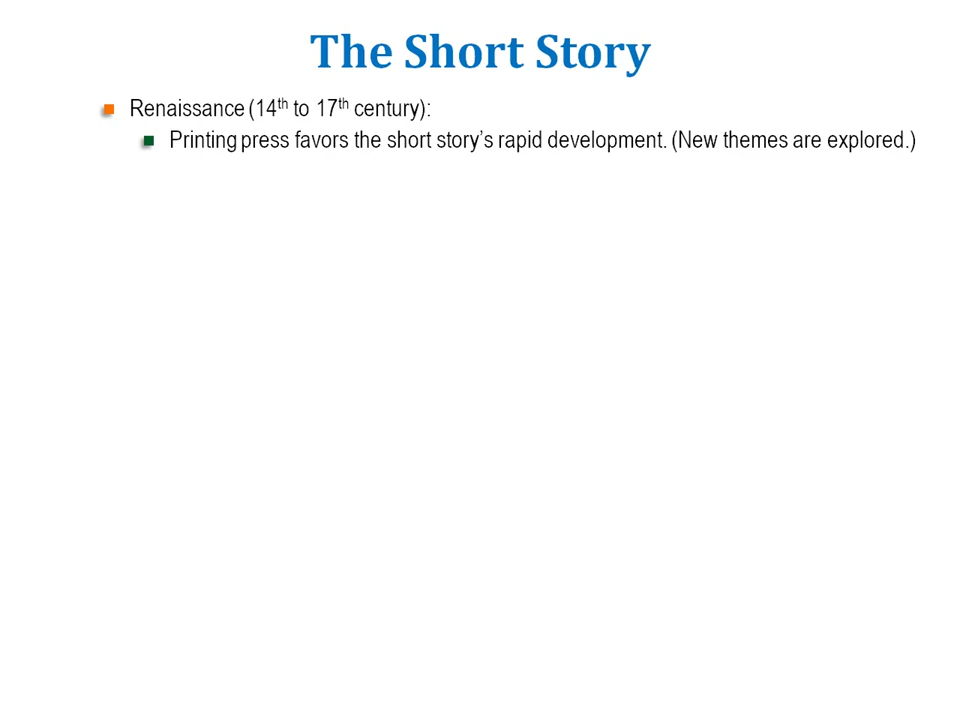 The Short Story
Renaissance (14th to 17th century):
Printing press favors the short story's rapid development. (New themes are explored.)